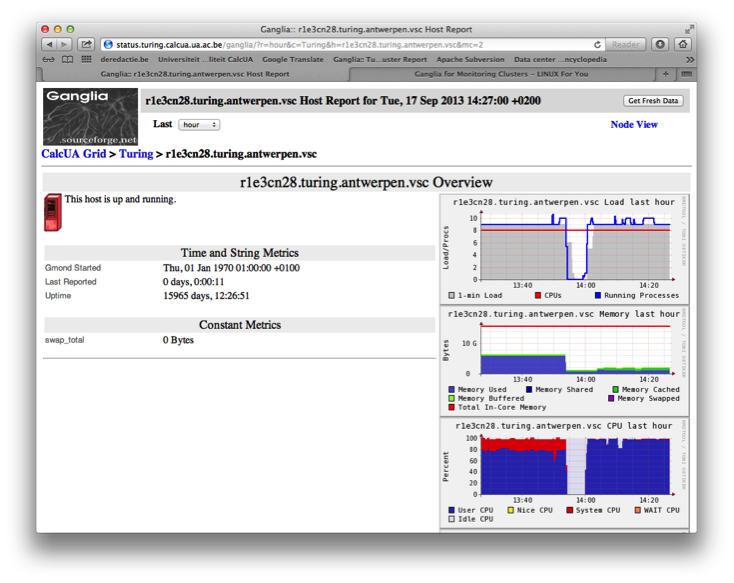 Ganglia:: r1e3cn28.turing.antwerpen.vsc Host Report
status.turing.calcua.ua.ac.be/ganglia/?r=hour&c=Turing&h=r1e3cn28.turing.antwerpen.vsc&mc=2
Reader
deredactie.be Universiteit ...liteit CalcUA Google Translate Ganglia:: Tu...uster Report Apache Subversion Data center ...ncyclopedia
Ganglia:: r1e3cn28.turing.antwerpen.vsc Host Report Ganglia for Monitoring Clusters – LINUX For You
Ganglia
.sourceforge.net
r1e3cn28.turing.antwerpen.vsc Host Report for Tue, 17 Sep 2013 14:27:00 +0200
Get Fresh Data
Last hour
Node View
CalcUA Grid > Turing > r1e3cn28.turing.antwerpen.vsc
r1e3cn28.turing.antwerpen.vsc Overview
This host is up and running.
Time and String Metrics
Gmond Started Thu, 01 Jan 1970 01:00:00 +0100
Last Reported 0 days, 0:00:11
Uptime 15965 days, 12:26:51
Constant Metrics
swap_total 0 Bytes
r1e3cn28.turing.antwerpen.vsc Load last hour
Load/Procs
10
8
6
4
2
0
13:40 14:00 14:20
1-min Load CPUs Running Processes
r1e3cn28.turing.antwerpen.vsc Memory last hour
Bytes
10 G
0
13:40 14:00 14:20
Memory Used Memory Shared Memory Cached
Memory Buffered Memory Swapped
Total In-Core Memory
r1e3cn28.turing.antwerpen.vsc CPU last hour
Percent
100
80
60
40
20
0
13:40 14:00 14:20
User CPU Nice CPU System CPU WAIT CPU
Idle CPU